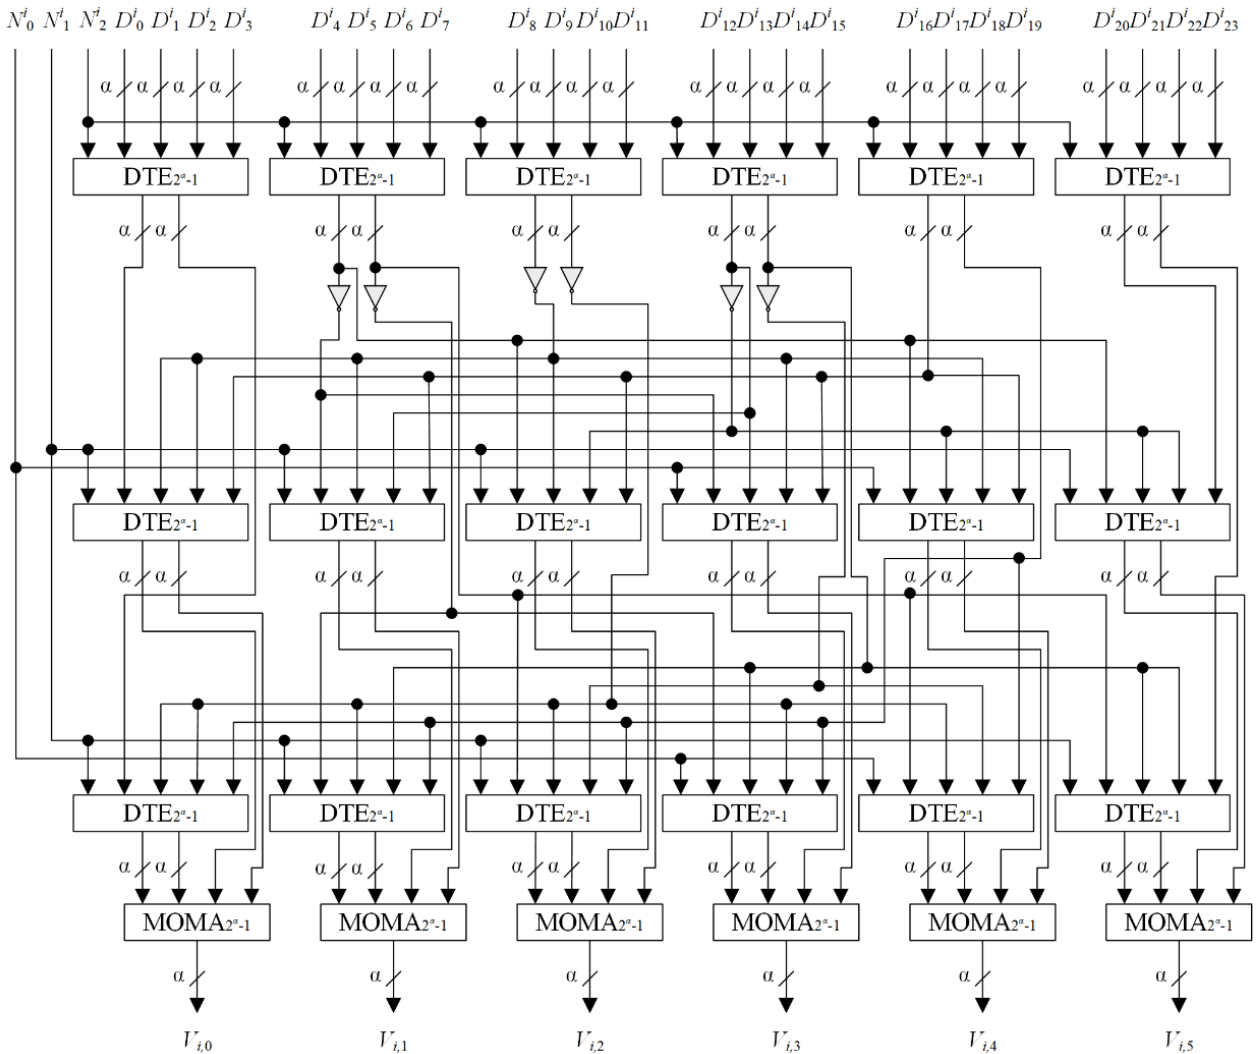 N^i_0 N^i_1 N^i_2 D^i_0 D^i_1 D^i_2 D^i_3 D^i_4 D^i_5 D^i_6 D^i_7 D^i_8 D^i_9 D^i_10 D^i_11 D^i_12 D^i_13 D^i_14 D^i_15 D^i_16 D^i_17 D^i_18 D^i_19 D^i_20 D^i_21 D^i_22 D^i_23
α α α α α α α α α α α α α α α α α α α α α α α α
DTE2^α-1 DTE2^α-1 DTE2^α-1 DTE2^α-1 DTE2^α-1 DTE2^α-1
α α α α α α α α α α α α
DTE2^α-1 DTE2^α-1 DTE2^α-1 DTE2^α-1 DTE2^α-1 DTE2^α-1
α α α α α α α α α α α α
DTE2^α-1 DTE2^α-1 DTE2^α-1 DTE2^α-1 DTE2^α-1 DTE2^α-1
α α α α α α α α α α α α
MOMA2^α-1 MOMA2^α-1 MOMA2^α-1 MOMA2^α-1 MOMA2^α-1 MOMA2^α-1
α α α α α α
V_i,0 V_i,1 V_i,2 V_i,3 V_i,4 V_i,5